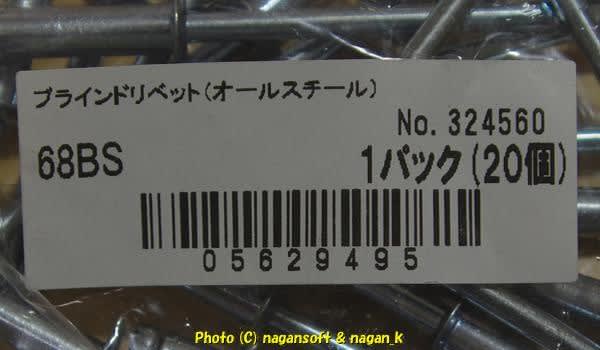 ブラインドリベット(オールスチール)
No. 324560
68BS
1パック(20個)
05629495
Photo (C) nagansoft & nagan_k